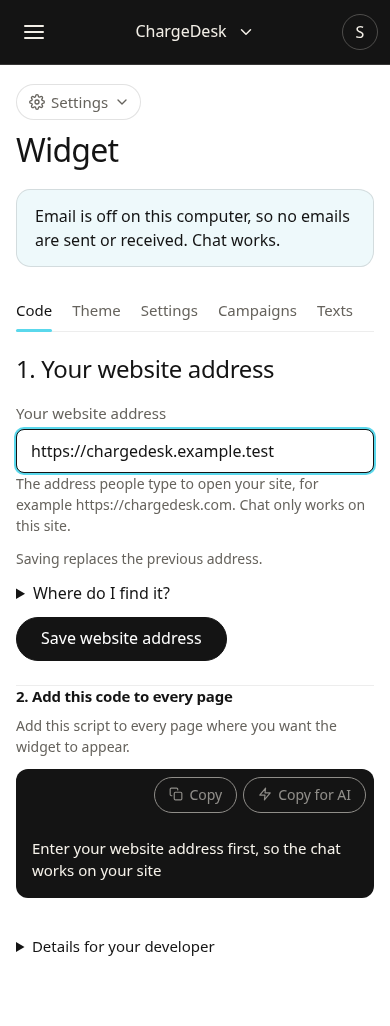 ChargeDesk
S
Settings
Widget
Email is off on this computer, so no emails
are sent or received. Chat works.
Code Theme Settings Campaigns Texts
1. Your website address
Your website address
https://chargedesk.example.test
The address people type to open your site, for
example https://chargedesk.com. Chat only works on
this site.
Saving replaces the previous address.
Where do I find it?
Save website address
2. Add this code to every page
Add this script to every page where you want the
widget to appear.
Copy Copy for AI
Enter your website address first, so the chat
works on your site
Details for your developer